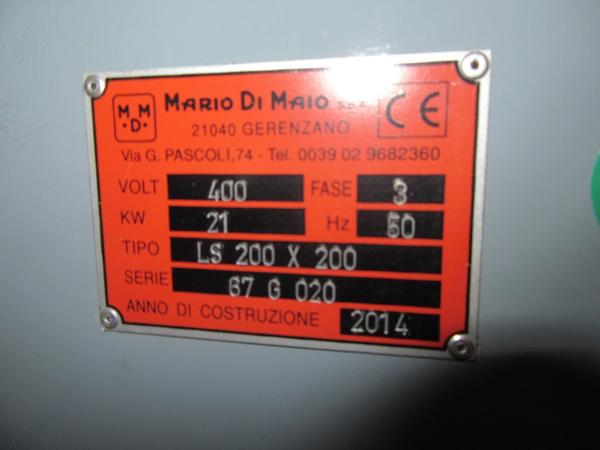 MDM MARIO DI MAIO S.p.A. CE
21040 GERENZANO
Via G. PASCOLI,74 - Tel. 0039 02 9682360
VOLT 400 FASE 3
KW 21 Hz 50
TIPO LS 200 X 200
SERIE 67 G 020
ANNO DI COSTRUZIONE 2014